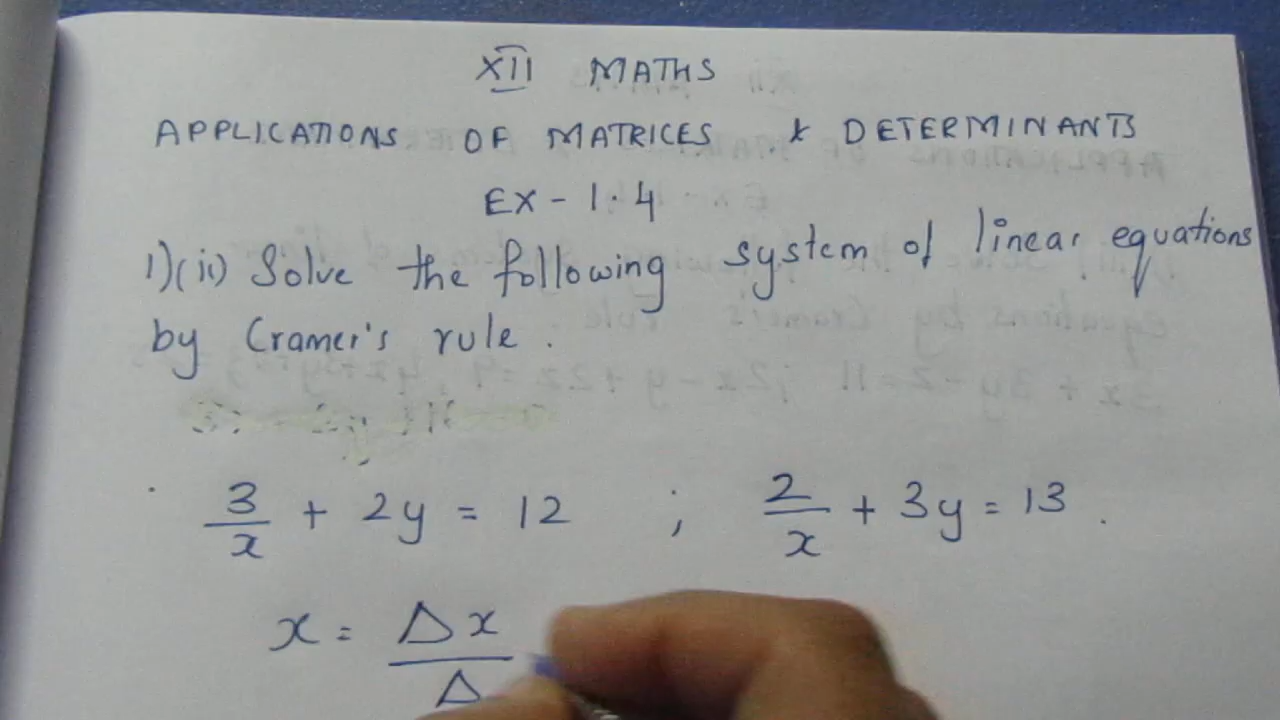 XII MATHS
APPLICATIONS OF MATRICES & DETERMINANTS
EX - 1.4
1)(ii) Solve the following system of linear equations
by Cramer's rule.
3/x + 2y = 12 ; 2/x + 3y = 13.
x = Δx/Δ